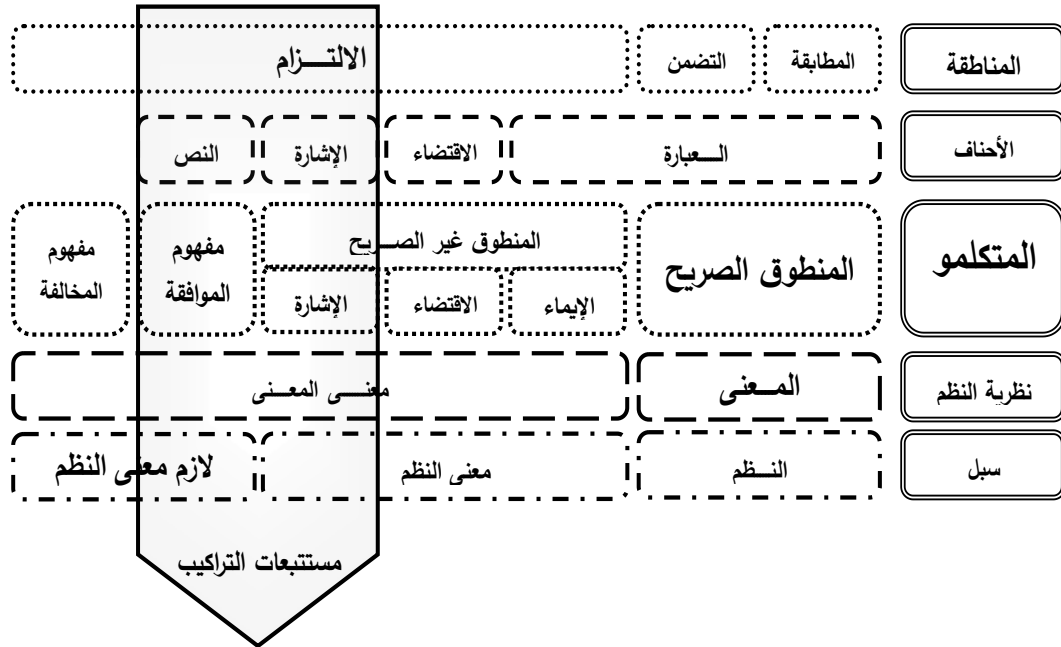 المناطقة
المطابقة
التضمن
الالتـــزام
الأحناف
الـــعبارة
الاقتضاء
الإشارة
النص
المتكلمو
المنطوق الصريح
المنطوق غير الصـــريح
الإيماء
الاقتضاء
الإشارة
مفهوم
الموافقة
مفهوم
المخالفة
نظرية النظم
المـعنى
معنـــى المعـــنى
سبل
النـــظم
معنى النظم
لازم معنى النظم
مستتبعات التراكيب